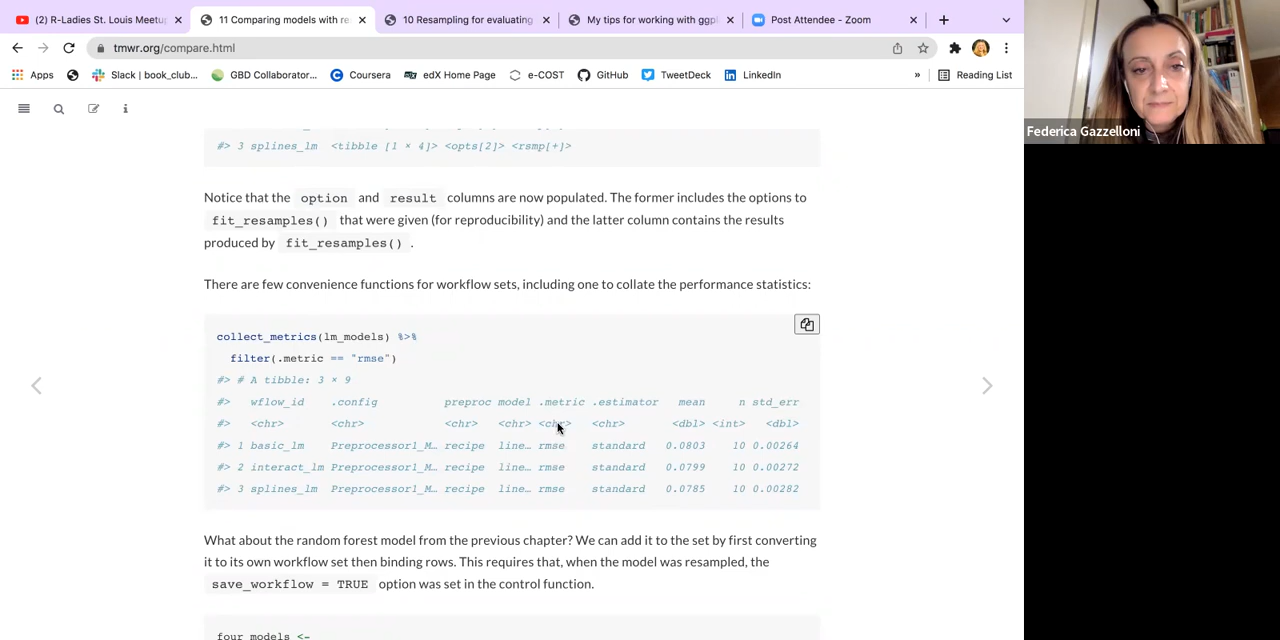 (2) R-Ladies St. Louis Meetup
11 Comparing models with re
10 Resampling for evaluating
My tips for working with ggpl
Post Attendee - Zoom
tmwr.org/compare.html
Apps
Slack | book_club...
GBD Collaborator...
Coursera
edX Home Page
e-COST
GitHub
TweetDeck
LinkedIn
»
Reading List
Federica Gazzelloni
#> 3 splines_lm <tibble [1 × 4]> <opts[2]> <rsmp[+]>
Notice that the option and result columns are now populated. The former includes the options to
fit_resamples() that were given (for reproducibility) and the latter column contains the results
produced by fit_resamples() .
There are few convenience functions for workflow sets, including one to collate the performance statistics:
collect_metrics(lm_models) %>%
filter(.metric == "rmse")
#> # A tibble: 3 × 9
#> wflow_id .config preproc model .metric .estimator mean n std_err
#> <chr> <chr> <chr> <chr> <chr> <chr> <dbl> <int> <dbl>
#> 1 basic_lm Preprocessor1_M… recipe line… rmse standard 0.0803 10 0.00264
#> 2 interact_lm Preprocessor1_M… recipe line… rmse standard 0.0799 10 0.00272
#> 3 splines_lm Preprocessor1_M… recipe line… rmse standard 0.0785 10 0.00282
What about the random forest model from the previous chapter? We can add it to the set by first converting
it to its own workflow set then binding rows. This requires that, when the model was resampled, the
save_workflow = TRUE option was set in the control function.
four_models <-